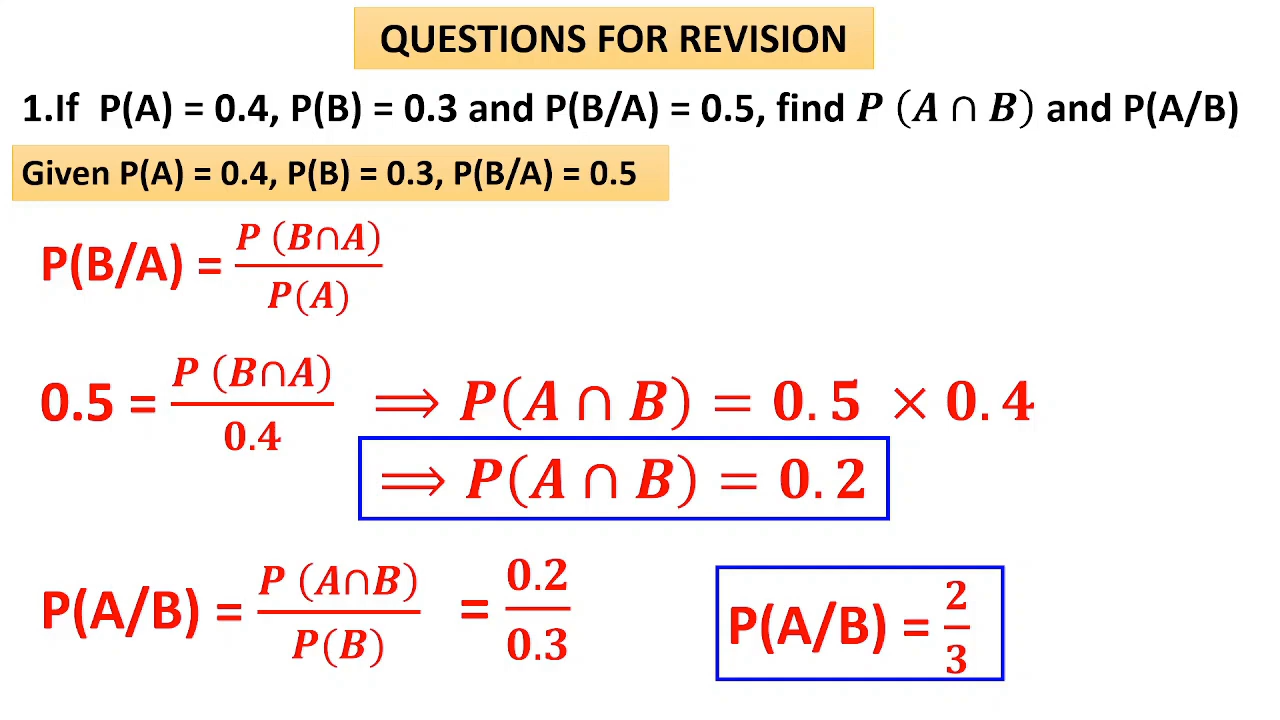 QUESTIONS FOR REVISION
1.If P(A) = 0.4, P(B) = 0.3 and P(B/A) = 0.5, find P (A ∩ B) and P(A/B)
Given P(A) = 0.4, P(B) = 0.3, P(B/A) = 0.5
P(B/A) = P (B∩A) / P(A)
0.5 = P (B∩A) / 0.4 ⟹ P(A ∩ B) = 0.5 × 0.4
⟹ P(A ∩ B) = 0.2
P(A/B) = P (A∩B) / P(B) = 0.2 / 0.3 P(A/B) = 2 / 3